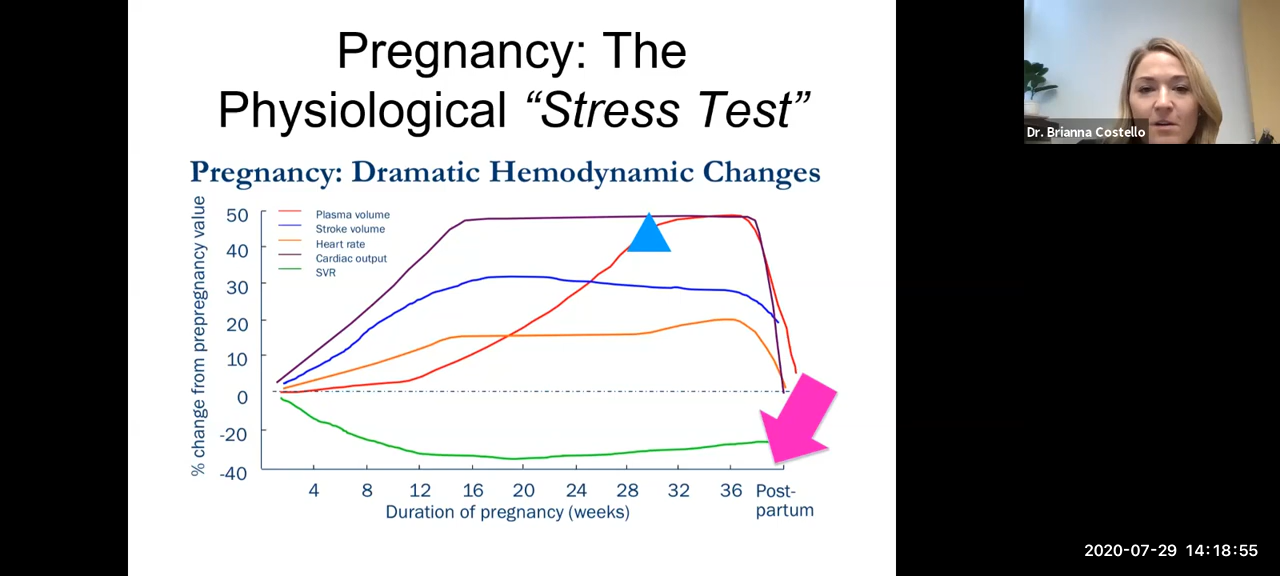 Pregnancy: The
Physiological “Stress Test”
Pregnancy: Dramatic Hemodynamic Changes
% change from prepregnancy value
50
40
30
20
10
0
-20
-40
Plasma volume
Stroke volume
Heart rate
Cardiac output
SVR
4 8 12 16 20 24 28 32 36 Post-
partum
Duration of pregnancy (weeks)
Dr. Brianna Costello
2020-07-29 14:18:55